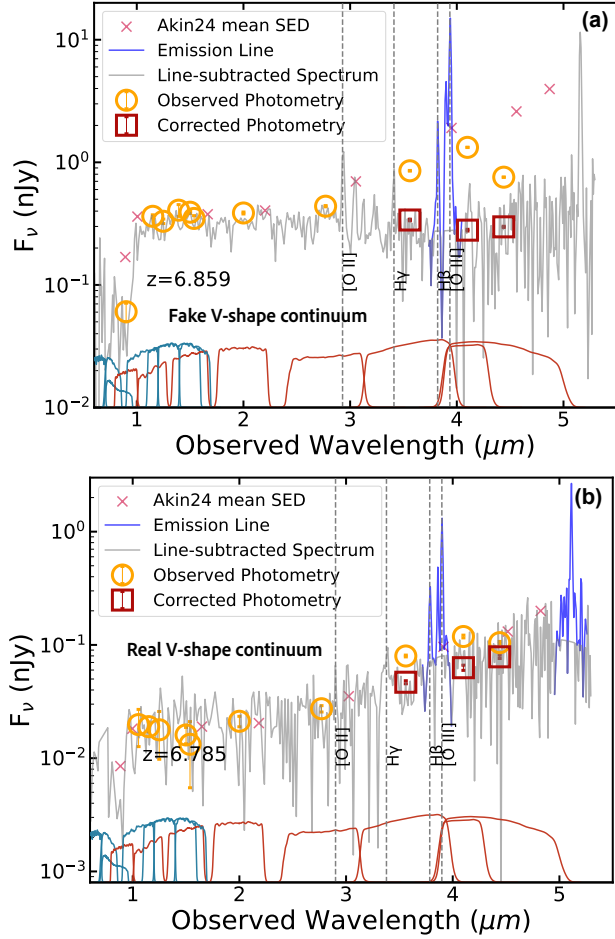 (a)
Akin24 mean SED
Emission Line
Line-subtracted Spectrum
Observed Photometry
Corrected Photometry
10¹
10⁰
10⁻¹
10⁻²
Fν (nJy)
z=6.859
Fake V-shape continuum
[O III]
Hγ
Hβ
[O III]
1 2 3 4 5
Observed Wavelength (μm)
(b)
Akin24 mean SED
Emission Line
Line-subtracted Spectrum
Observed Photometry
Corrected Photometry
10⁰
10⁻¹
10⁻²
10⁻³
Fν (nJy)
Real V-shape continuum
z=6.785
[O III]
Hγ
Hβ
[O III]
1 2 3 4 5
Observed Wavelength (μm)